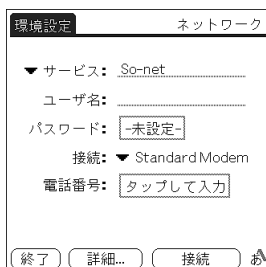 環境設定 ネットワーク
▼ サービス: So-net
ユーザ名:
パスワード: -未設定-
接続: ▼ Standard Modem
電話番号: タップして入力
終了 詳細... 接続 あ